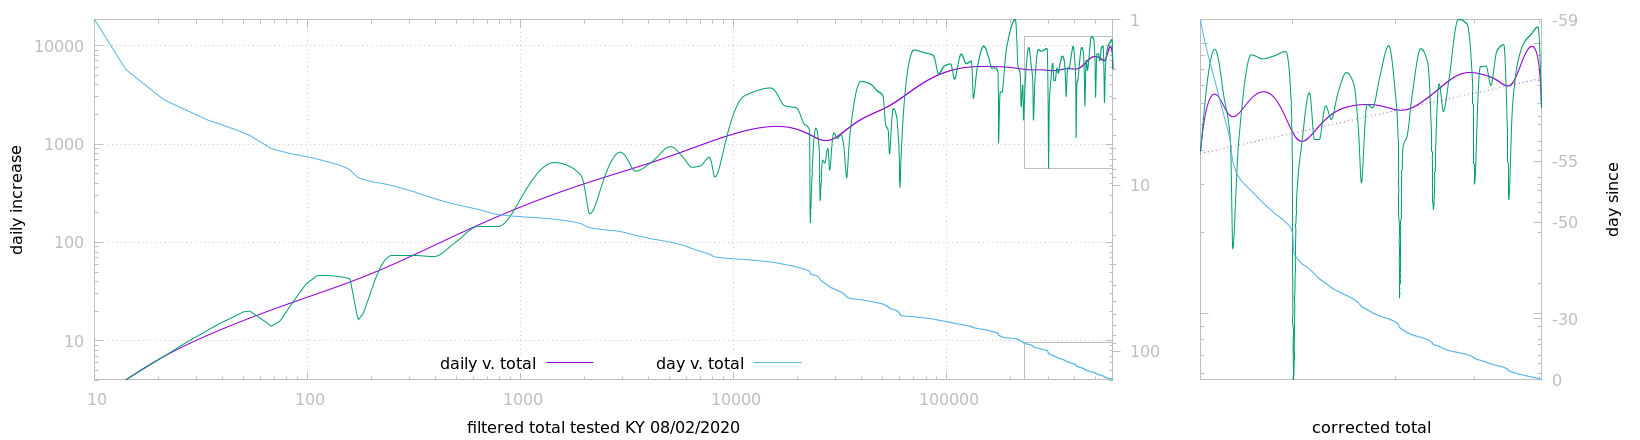 10000
1000
100
10
daily increase
10
100
1000
10000
100000
filtered total tested KY 08/02/2020
daily v. total
day v. total
1
10
100
-59
-55
-50
-30
0
day since
corrected total